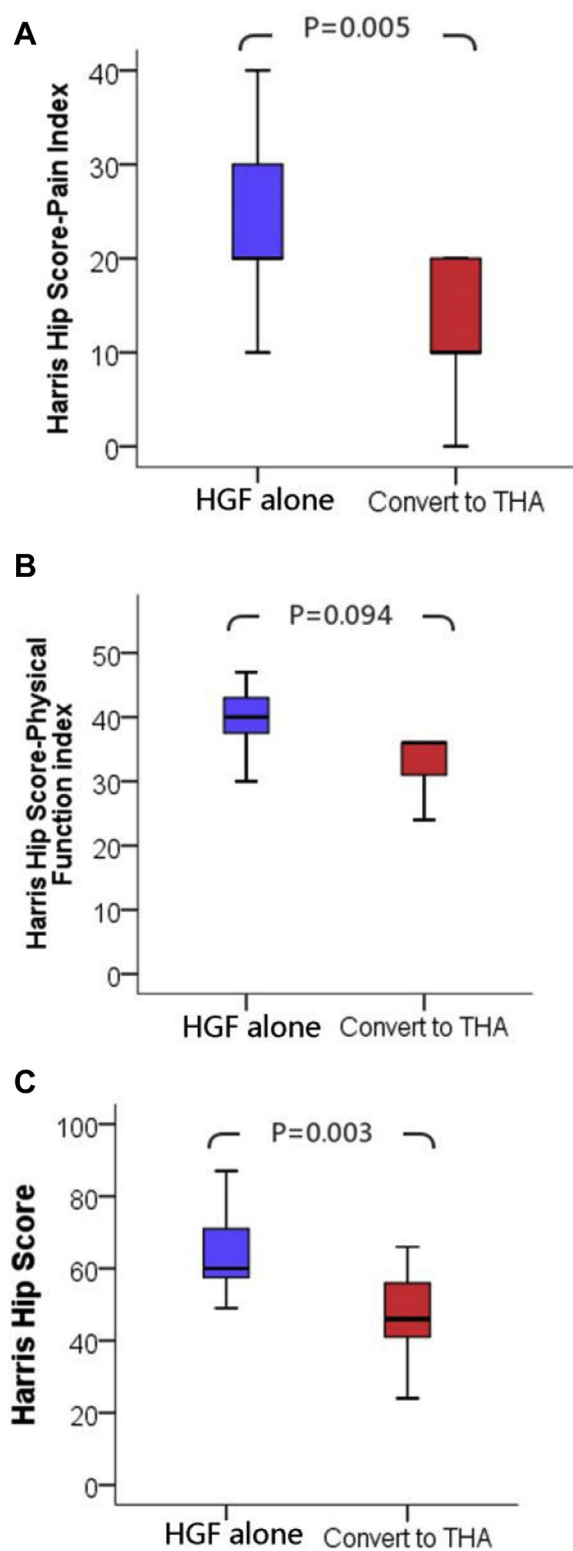 A
P=0.005
Harris Hip Score-Pain Index
40
30
20
10
0
HGF alone
Convert to THA
B
P=0.094
Harris Hip Score-Physical
Function index
50
40
30
20
10
0
HGF alone
Convert to THA
C
P=0.003
Harris Hip Score
100
80
60
40
20
0
HGF alone
Convert to THA